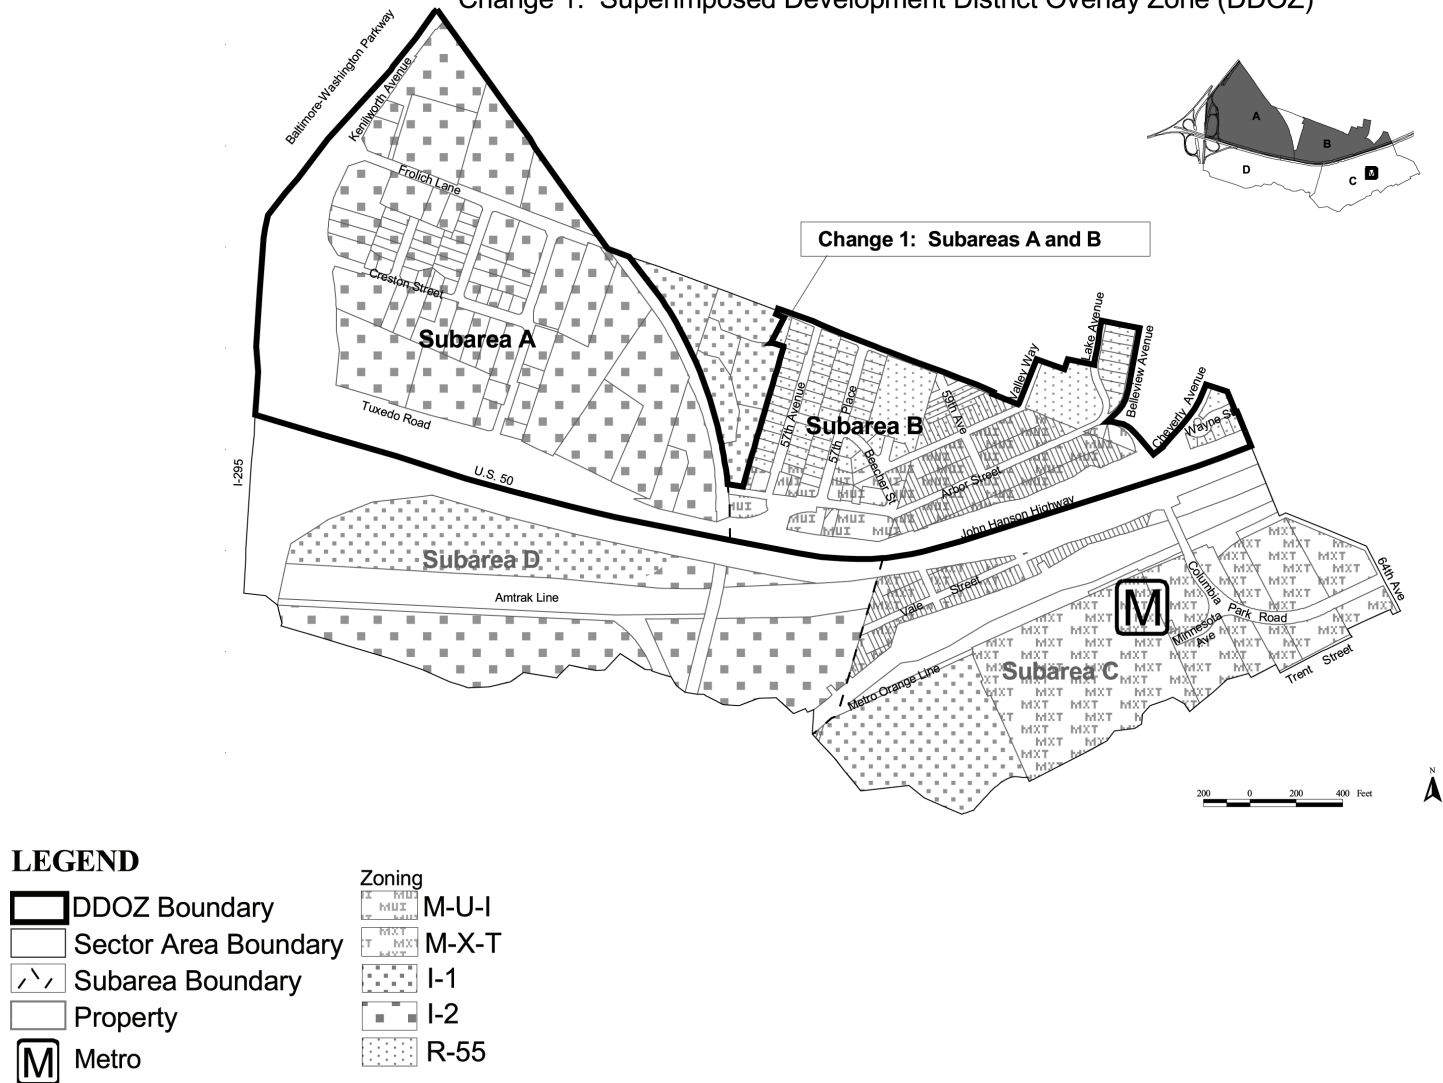 Change 1: Superimposed Development District Overlay Zone (DDOZ)
Baltimore-Washington Parkway
Kenilworth Avenue
A
B
D
C
M
Frolich Lane
Change 1: Subareas A and B
Creston Street
Subarea A
Lake Avenue
Valley Way
Belleview Avenue
Cheverly Avenue
Wayne St
57th Avenue
57th Place
59th Ave
Subarea B
Beecher St
Arbor Street
Tuxedo Road
I-295
U.S. 50
John Hanson Highway
Subarea D
Amtrak Line
Vale Street
Columbia Park Road
64th Ave
M
Minnesota Ave
Trent Street
Subarea C
Metro Orange Line
200 0 200 400 Feet
N
LEGEND
DDOZ Boundary
Sector Area Boundary
Subarea Boundary
Property
M Metro
Zoning
M-U-I
M-X-T
I-1
I-2
R-55